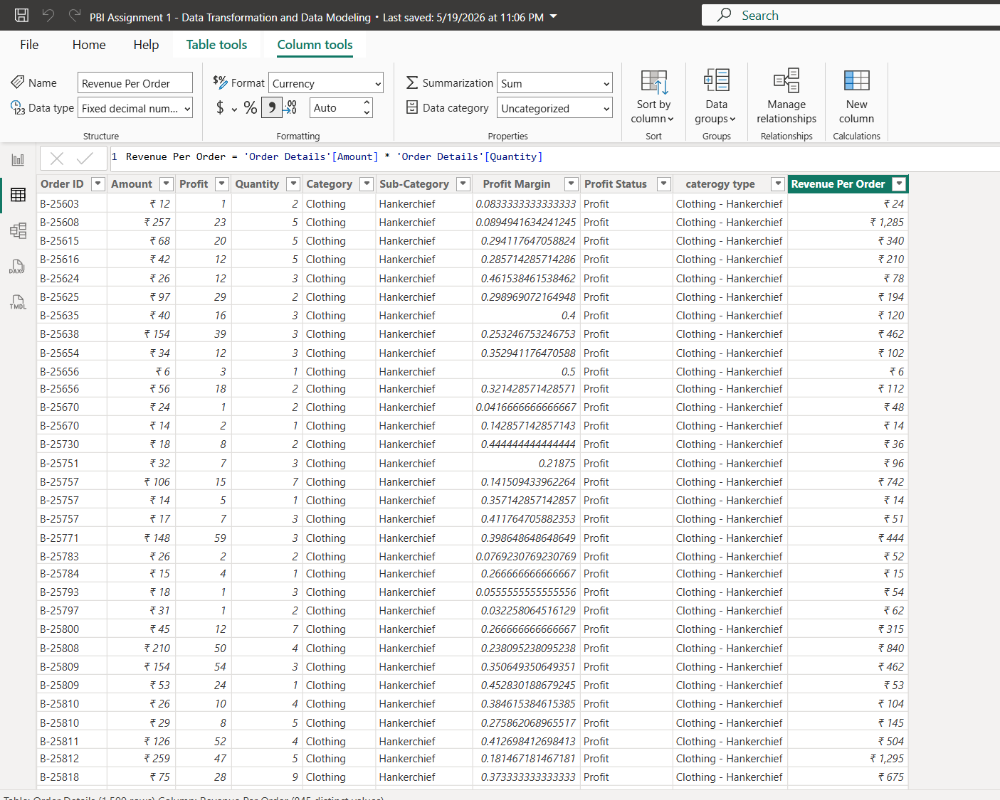 PBI Assignment 1 - Data Transformation and Data Modeling • Last saved: 5/19/2026 at 11:06 PM
Search
File Home Help Table tools Column tools
Name Revenue Per Order $% Format Currency Σ Summarization Sum
123 Data type Fixed decimal num... $ % , .00 Auto Data category Uncategorized
Sort by column Data groups Manage relationships New column
Structure Formatting Properties Sort Groups Relationships Calculations
1 Revenue Per Order = 'Order Details'[Amount] * 'Order Details'[Quantity]
DAX
TMDL
Order ID Amount Profit Quantity Category Sub-Category Profit Margin Profit Status caterogy type Revenue Per Order
B-25603 ₹ 12 1 2 Clothing Hankerchief 0.0833333333333333 Profit Clothing - Hankerchief ₹ 24
B-25608 ₹ 257 23 5 Clothing Hankerchief 0.0894941634241245 Profit Clothing - Hankerchief ₹ 1,285
B-25615 ₹ 68 20 5 Clothing Hankerchief 0.294117647058824 Profit Clothing - Hankerchief ₹ 340
B-25616 ₹ 42 12 5 Clothing Hankerchief 0.285714285714286 Profit Clothing - Hankerchief ₹ 210
B-25624 ₹ 26 12 3 Clothing Hankerchief 0.461538461538462 Profit Clothing - Hankerchief ₹ 78
B-25625 ₹ 97 29 2 Clothing Hankerchief 0.298969072164948 Profit Clothing - Hankerchief ₹ 194
B-25635 ₹ 40 16 3 Clothing Hankerchief 0.4 Profit Clothing - Hankerchief ₹ 120
B-25638 ₹ 154 39 3 Clothing Hankerchief 0.253246753246753 Profit Clothing - Hankerchief ₹ 462
B-25654 ₹ 34 12 3 Clothing Hankerchief 0.352941176470588 Profit Clothing - Hankerchief ₹ 102
B-25656 ₹ 6 3 1 Clothing Hankerchief 0.5 Profit Clothing - Hankerchief ₹ 6
B-25656 ₹ 56 18 2 Clothing Hankerchief 0.321428571428571 Profit Clothing - Hankerchief ₹ 112
B-25670 ₹ 24 1 2 Clothing Hankerchief 0.0416666666666667 Profit Clothing - Hankerchief ₹ 48
B-25670 ₹ 14 2 1 Clothing Hankerchief 0.142857142857143 Profit Clothing - Hankerchief ₹ 14
B-25730 ₹ 18 8 2 Clothing Hankerchief 0.444444444444444 Profit Clothing - Hankerchief ₹ 36
B-25751 ₹ 32 7 3 Clothing Hankerchief 0.21875 Profit Clothing - Hankerchief ₹ 96
B-25757 ₹ 106 15 7 Clothing Hankerchief 0.141509433962264 Profit Clothing - Hankerchief ₹ 742
B-25757 ₹ 14 5 1 Clothing Hankerchief 0.357142857142857 Profit Clothing - Hankerchief ₹ 14
B-25757 ₹ 17 7 3 Clothing Hankerchief 0.411764705882353 Profit Clothing - Hankerchief ₹ 51
B-25771 ₹ 148 59 3 Clothing Hankerchief 0.398648648648649 Profit Clothing - Hankerchief ₹ 444
B-25783 ₹ 26 2 2 Clothing Hankerchief 0.0769230769230769 Profit Clothing - Hankerchief ₹ 52
B-25784 ₹ 15 4 1 Clothing Hankerchief 0.266666666666667 Profit Clothing - Hankerchief ₹ 15
B-25793 ₹ 18 1 3 Clothing Hankerchief 0.0555555555555556 Profit Clothing - Hankerchief ₹ 54
B-25797 ₹ 31 1 2 Clothing Hankerchief 0.032258064516129 Profit Clothing - Hankerchief ₹ 62
B-25800 ₹ 45 12 7 Clothing Hankerchief 0.266666666666667 Profit Clothing - Hankerchief ₹ 315
B-25808 ₹ 210 50 4 Clothing Hankerchief 0.238095238095238 Profit Clothing - Hankerchief ₹ 840
B-25809 ₹ 154 54 3 Clothing Hankerchief 0.350649350649351 Profit Clothing - Hankerchief ₹ 462
B-25809 ₹ 53 24 1 Clothing Hankerchief 0.452830188679245 Profit Clothing - Hankerchief ₹ 53
B-25810 ₹ 26 10 4 Clothing Hankerchief 0.384615384615385 Profit Clothing - Hankerchief ₹ 104
B-25810 ₹ 29 8 5 Clothing Hankerchief 0.275862068965517 Profit Clothing - Hankerchief ₹ 145
B-25811 ₹ 126 52 4 Clothing Hankerchief 0.412698412698413 Profit Clothing - Hankerchief ₹ 504
B-25812 ₹ 259 47 5 Clothing Hankerchief 0.181467181467181 Profit Clothing - Hankerchief ₹ 1,295
B-25818 ₹ 75 28 9 Clothing Hankerchief 0.373333333333333 Profit Clothing - Hankerchief ₹ 675